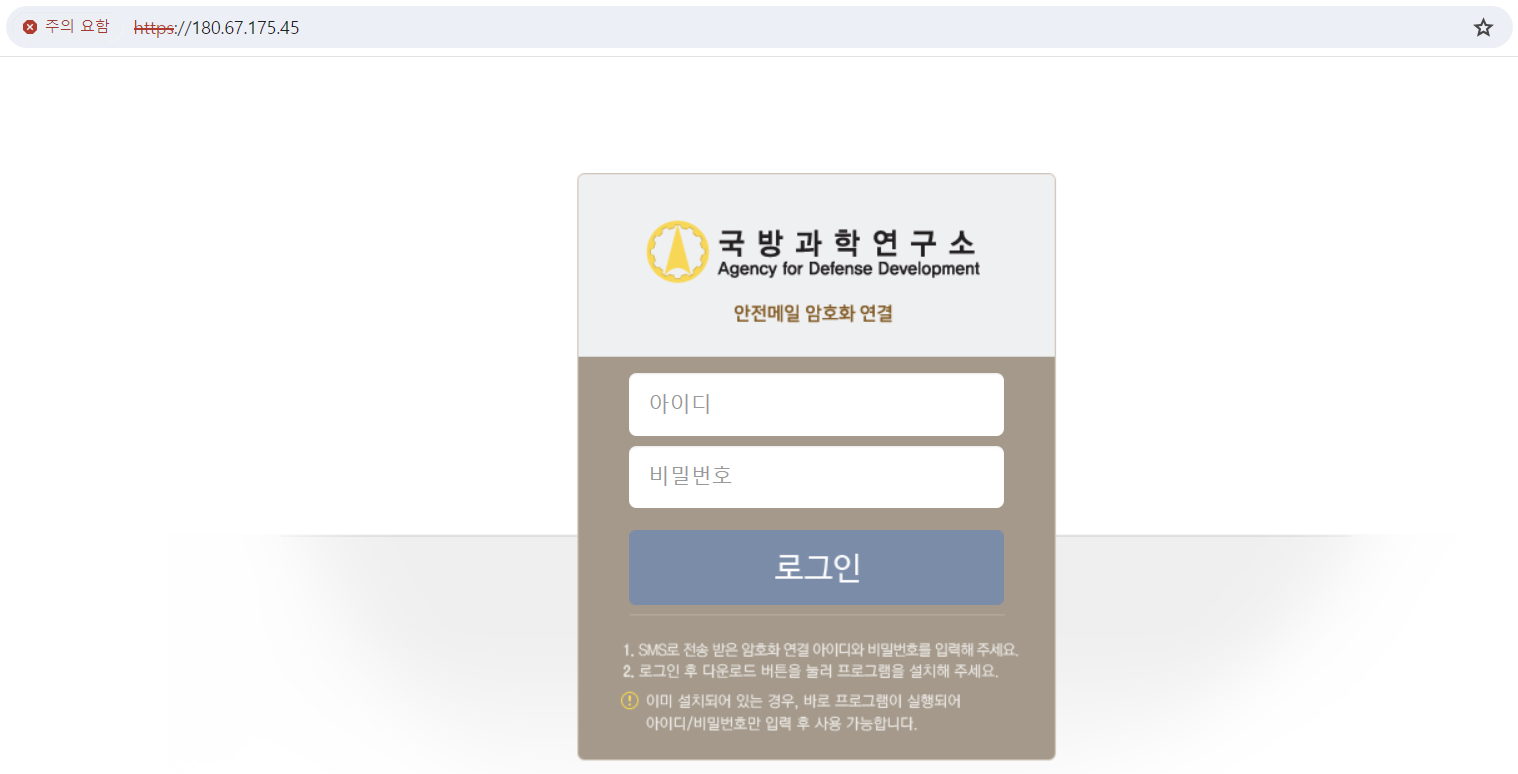 주의 요함 https://180.67.175.45
국방과학연구소
Agency for Defense Development
안전메일 암호화 연결
아이디
비밀번호
로그인
1. SMS로 전송 받은 암호화 연결 아이디와 비밀번호를 입력해 주세요.
2. 로그인 후 다운로드 버튼을 눌러 프로그램을 설치해 주세요.
이미 설치되어 있는 경우, 바로 프로그램이 실행되어
아이디/비밀번호만 입력 후 사용 가능합니다.